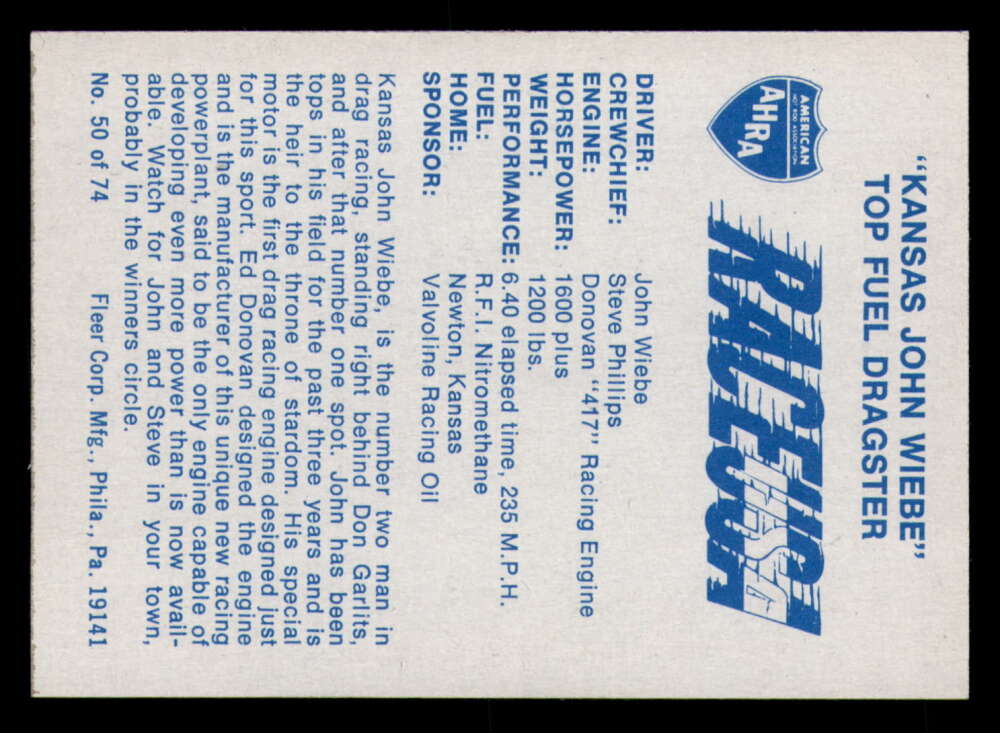 "KANSAS JOHN WIEBE"
TOP FUEL DRAGSTER
AMERICAN
HOT ROD ASSOCIATION
AHRA
RACEWAY USA
DRIVER: John Wiebe
CREWCHIEF: Steve Phillips
ENGINE: Donovan "417" Racing Engine
HORSEPOWER: 1600 plus
WEIGHT: 1200 lbs.
PERFORMANCE: 6.40 elapsed time, 235 M.P.H.
FUEL: R.F.I. Nitromethane
HOME: Newton, Kansas
SPONSOR: Valvoline Racing Oil
Kansas John Wiebe, is the number two man in
drag racing, standing right behind Don Garlits,
and after that number one spot. John has been
tops in his field for the past three years and is
the heir to the throne of stardom. His special
motor is the first drag racing engine designed just
for this sport. Ed Donovan designed the engine
and is the manufacturer of this unique new racing
powerplant, said to be the only engine capable of
developing even more power than is now avail-
able. Watch for John and Steve in your town,
probably in the winners circle.
No. 50 of 74 Fleer Corp. Mfg., Phila., Pa. 19141